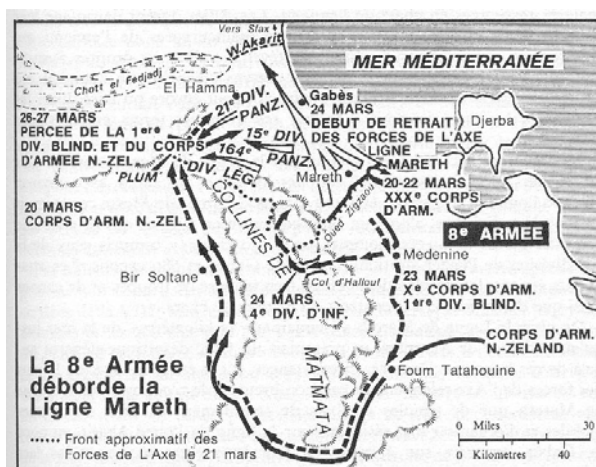 Vers Sfax
W.Akarit
MER MÉDITERRANÉE
Chott el Fedjadj
El Hamma
Gabès
Djerba
21e DIV.
PANZ.
24 MARS
DEBUT DE RETRAIT
DES FORCES DE L'AXE
26-27 MARS
PERCEE DE LA 1er
DIV. BLIND. ET DU CORPS
D'ARMEE N.-ZEL.
'PLUM'
15e DIV.
PANZ.
164e
DIV. LÉG.
LIGNE
MARETH
Mareth
20-22 MARS
XXXe CORPS
D'ARM.
Oued Zigzaou
20 MARS
CORPS D'ARM. N.-ZEL.
8e ARMEE
COLLINES DE
MATMATA
Medenine
Bir Soltane
Col d'Hallouf
24 MARS
4e DIV. D'INF.
23 MARS
Xe CORPS D'ARM.
1ère DIV. BLIND.
CORPS D'ARM.
N.-ZELAND
Foum Tatahouine
La 8e Armée
déborde la
Ligne Mareth
Front approximatif des
Forces de L'Axe le 21 mars
0 Miles 30
0 Kilometres 40